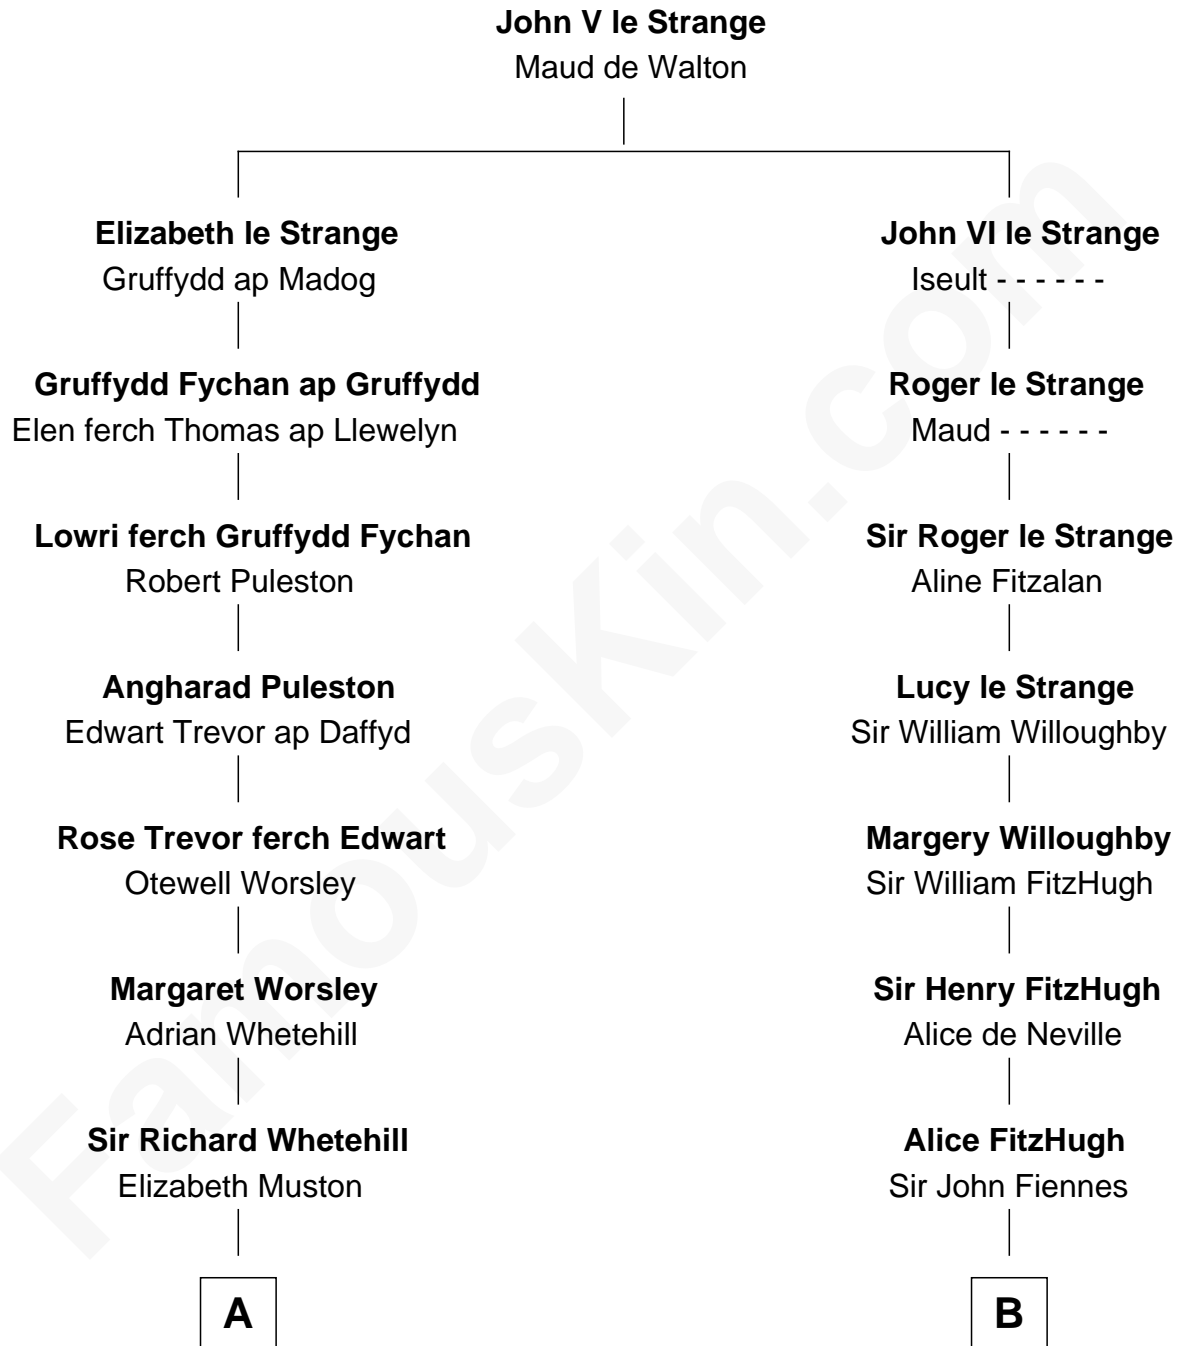 John V le Strange
Maud de Walton
Elizabeth le Strange
Gruffydd ap Madog
John VI le Strange
Iseult - - - - - -
Gruffydd Fychan ap Gruffydd
Elen ferch Thomas ap Llewelyn
Roger le Strange
Maud - - - - - -
Lowri ferch Gruffydd Fychan
Robert Puleston
Sir Roger le Strange
Aline Fitzalan
Angharad Puleston
Edwart Trevor ap Daffyd
Lucy le Strange
Sir William Willoughby
Rose Trevor ferch Edwart
Otewell Worsley
Margery Willoughby
Sir William FitzHugh
Margaret Worsley
Adrian Whetehill
Sir Henry FitzHugh
Alice de Neville
Sir Richard Whetehill
Elizabeth Muston
Alice FitzHugh
Sir John Fiennes
A
B
FamousKin.com